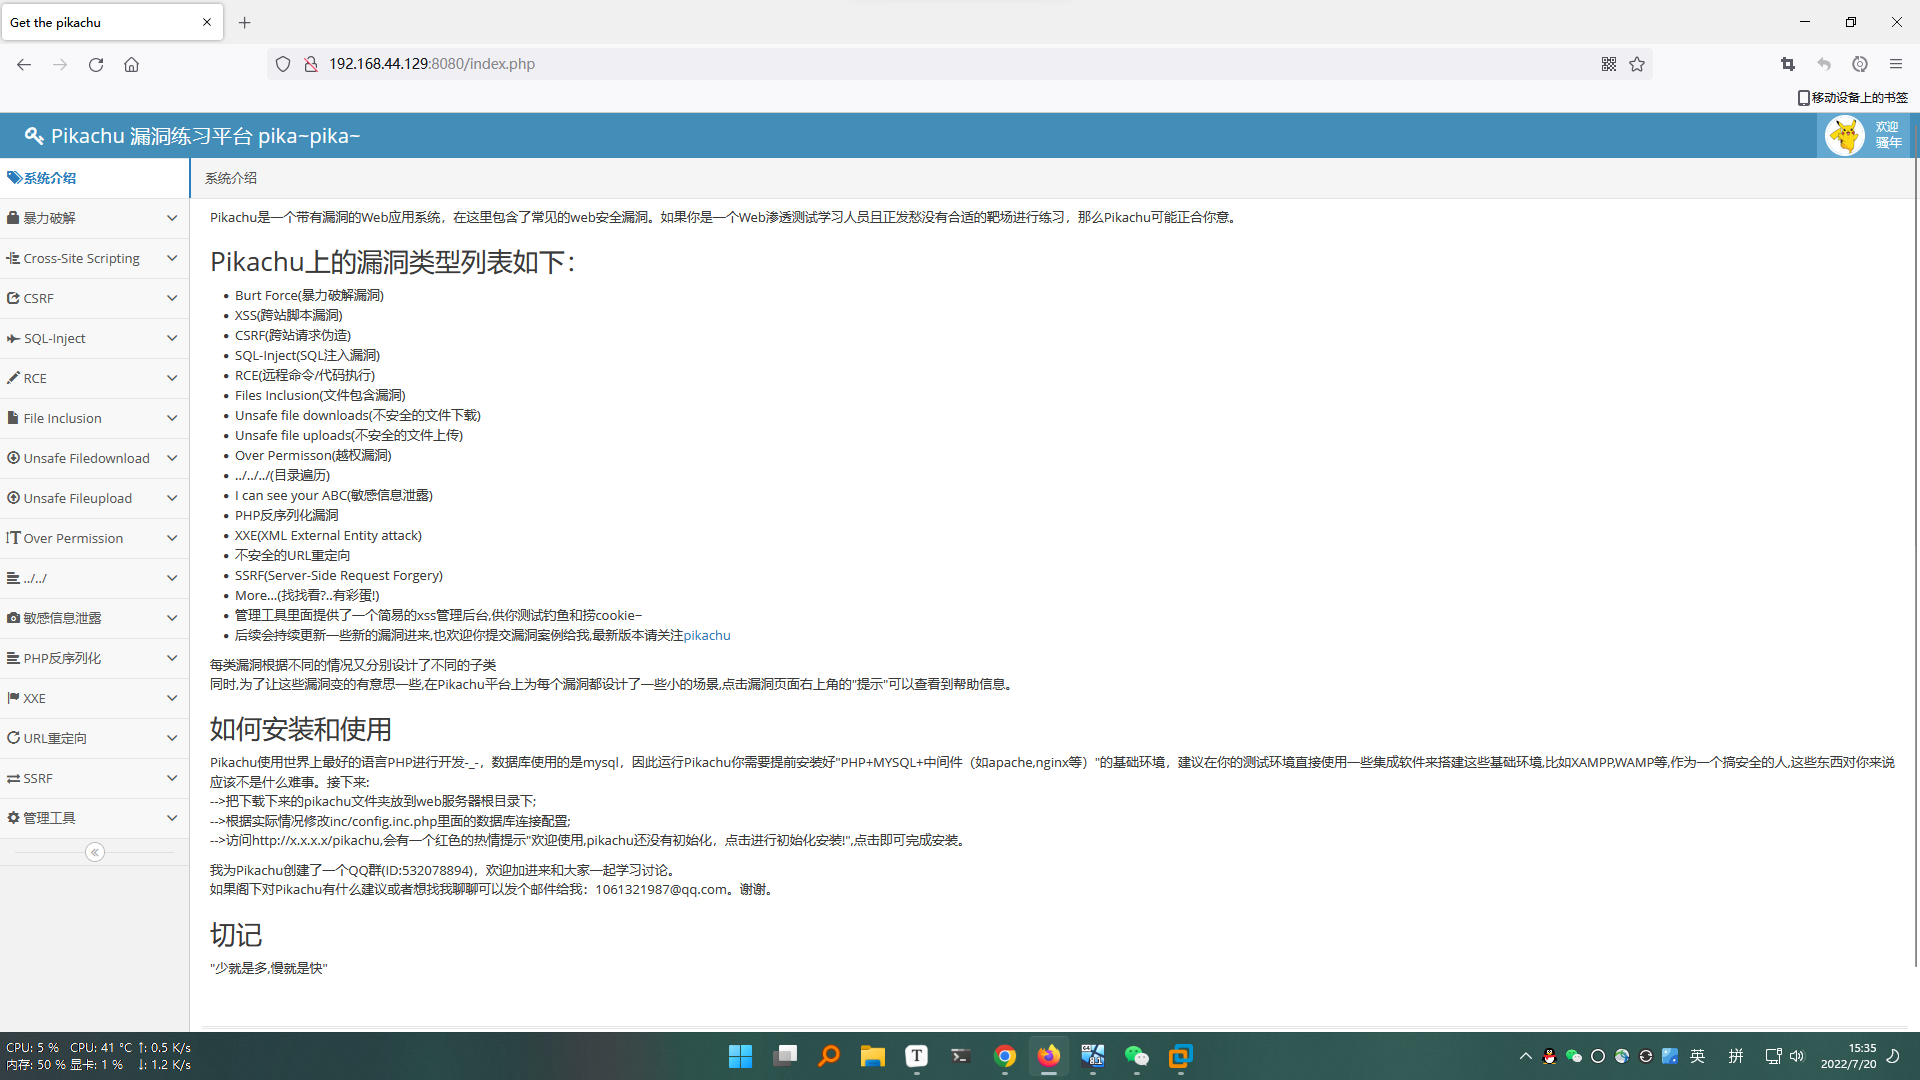 Get the pikachu
192.168.44.129:8080/index.php
移动设备上的书签
Pikachu 漏洞练习平台 pika~pika~
欢迎
骚年
系统介绍
系统介绍
暴力破解
Cross-Site Scripting
CSRF
SQL-Inject
RCE
File Inclusion
Unsafe Filedownload
Unsafe Fileupload
Over Permission
../../
敏感信息泄露
PHP反序列化
XXE
URL重定向
SSRF
管理工具
Pikachu是一个带有漏洞的Web应用系统，在这里包含了常见的web安全漏洞。如果你是一个Web渗透测试学习人员且正发愁没有合适的靶场进行练习，那么Pikachu可能正合你意。
Pikachu上的漏洞类型列表如下：
Burt Force(暴力破解漏洞)
XSS(跨站脚本漏洞)
CSRF(跨站请求伪造)
SQL-Inject(SQL注入漏洞)
RCE(远程命令/代码执行)
Files Inclusion(文件包含漏洞)
Unsafe file downloads(不安全的文件下载)
Unsafe file uploads(不安全的文件上传)
Over Permisson(越权漏洞)
../../../(目录遍历)
I can see your ABC(敏感信息泄露)
PHP反序列化漏洞
XXE(XML External Entity attack)
不安全的URL重定向
SSRF(Server-Side Request Forgery)
More...(找找看?..有彩蛋!)
管理工具里面提供了一个简易的xss管理后台,供你测试钓鱼和捞cookie~
后续会持续更新一些新的漏洞进来,也欢迎你提交漏洞案例给我,最新版本请关注pikachu
每类漏洞根据不同的情况又分别设计了不同的子类
同时,为了让这些漏洞变的有意思一些,在Pikachu平台上为每个漏洞都设计了一些小的场景,点击漏洞页面右上角的"提示"可以查看到帮助信息。
如何安装和使用
Pikachu使用世界上最好的语言PHP进行开发-_-，数据库使用的是mysql，因此运行Pikachu你需要提前安装好"PHP+MYSQL+中间件（如apache,nginx等）"的基础环境，建议在你的测试环境直接使用一些集成软件来搭建这些基础环境,比如XAMPP,WAMP等,作为一个搞安全的人,这些东西对你来说
应该不是什么难事。接下来:
-->把下载下来的pikachu文件夹放到web服务器根目录下;
-->根据实际情况修改inc/config.inc.php里面的数据库连接配置;
-->访问http://x.x.x.x/pikachu,会有一个红色的热情提示"欢迎使用,pikachu还没有初始化，点击进行初始化安装!",点击即可完成安装。
我为Pikachu创建了一个QQ群(ID:532078894)，欢迎加进来和大家一起学习讨论。
如果阁下对Pikachu有什么建议或者想找我聊聊可以发个邮件给我：1061321987@qq.com。谢谢。
切记
"少就是多,慢就是快"
CPU: 5 % CPU: 41 °C ↑: 0.5 K/s
内存: 50 % 显卡: 1 % ↓: 1.2 K/s
英
拼
15:35
2022/7/20